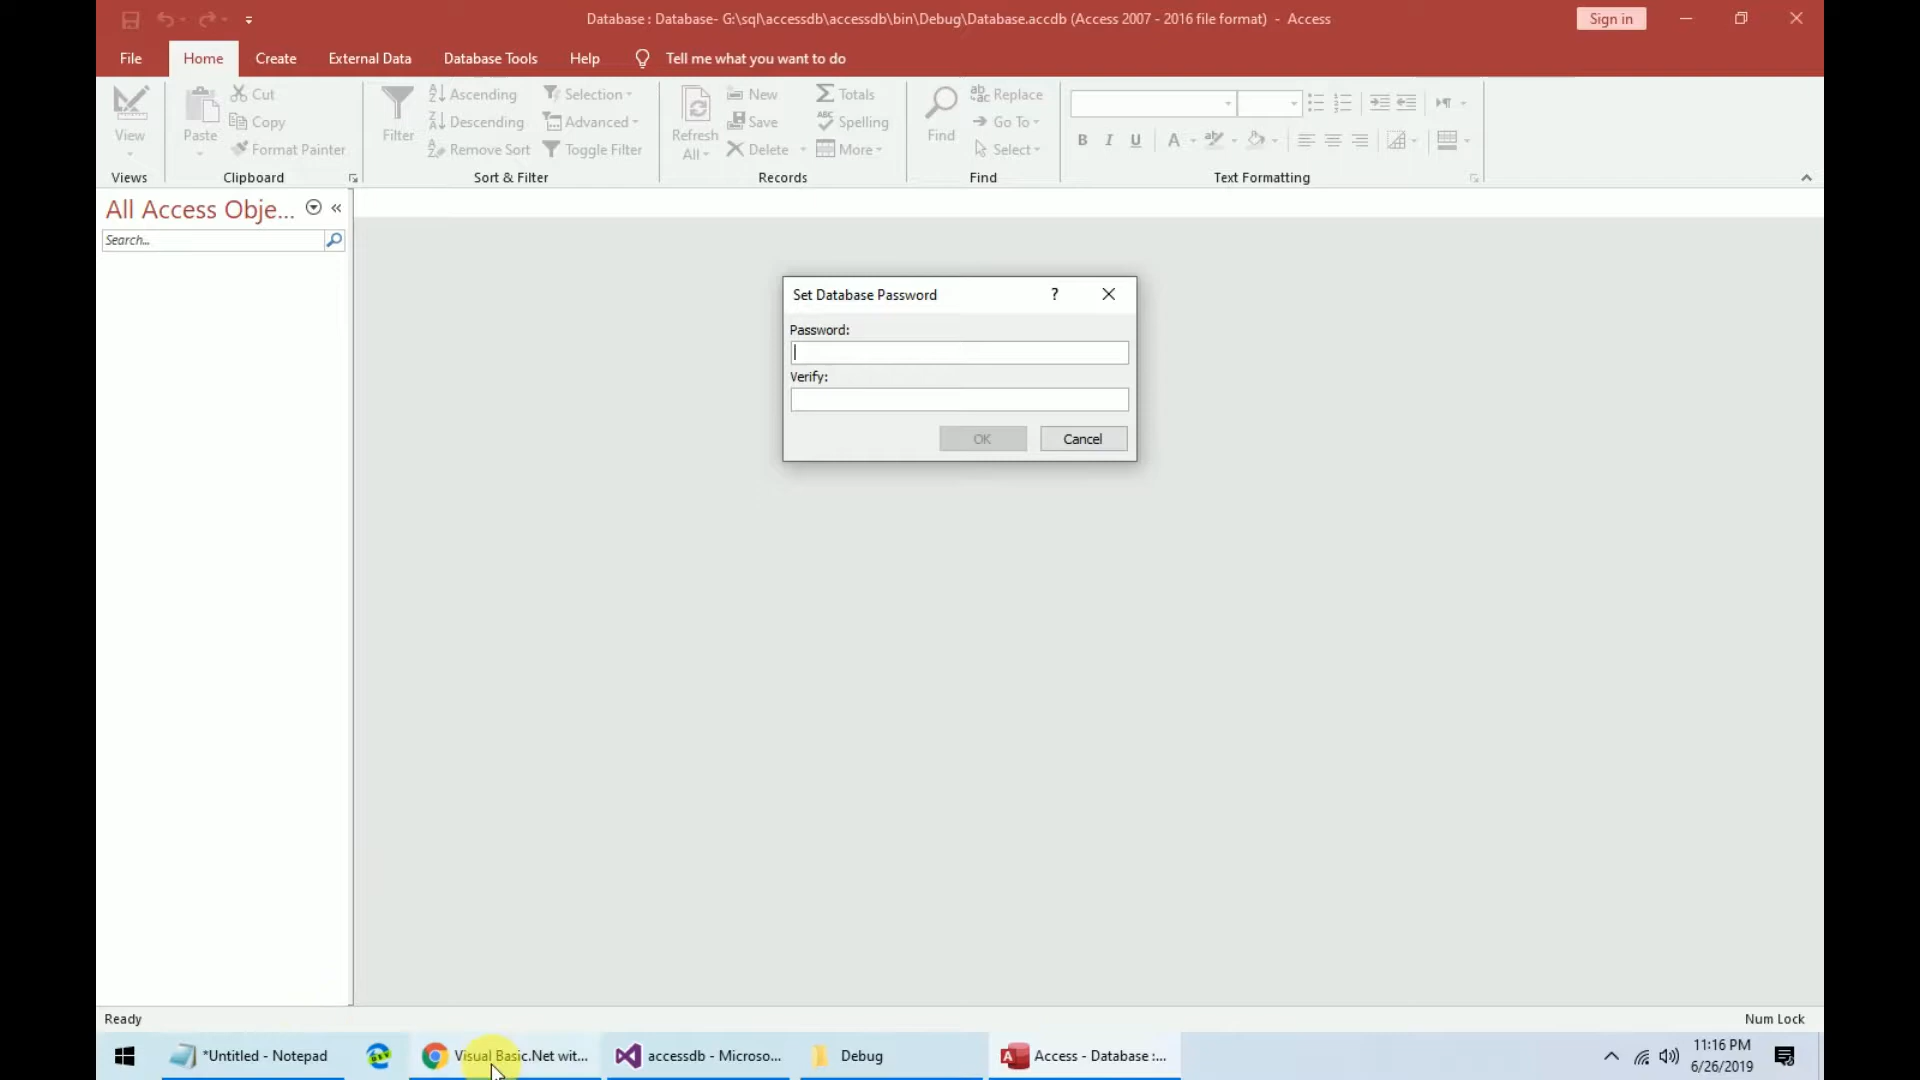 Database : Database- G:\sql\accessdb\accessdb\bin\Debug\Database.accdb (Access 2007 - 2016 file format) - Access
Sign in
File
Home
Create
External Data
Database Tools
Help
Tell me what you want to do
View
Paste
Cut
Copy
Format Painter
Filter
Ascending
Descending
Remove Sort
Selection
Advanced
Toggle Filter
Refresh
All
New
Save
Delete
Totals
Spelling
More
Find
Replace
Go To
Select
B I U
Views
Clipboard
Sort & Filter
Records
Find
Text Formatting
All Access Obje...
Search...
Set Database Password
?
Password:
Verify:
OK
Cancel
Ready
Num Lock
*Untitled - Notepad
Visual Basic.Net wit...
accessdb - Microso...
Debug
Access - Database :...
11:16 PM
6/26/2019